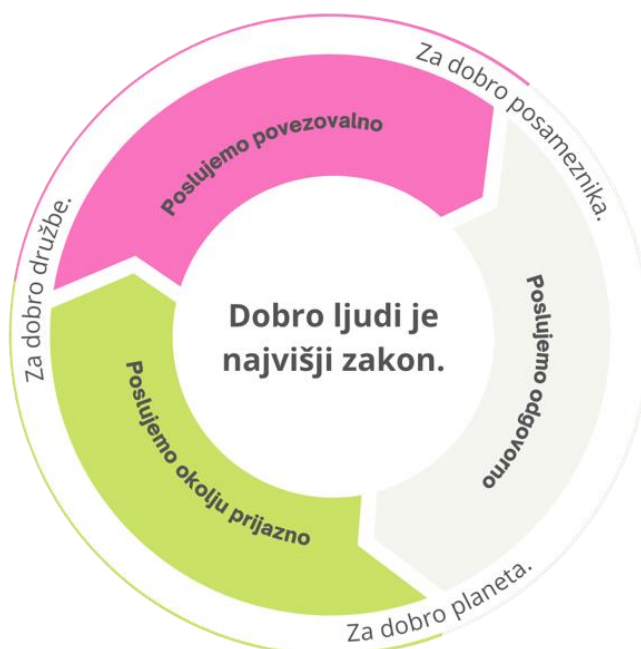 Za dobro posameznika.
Poslujemo povezovalno
Za dobro družbe.
Dobro ljudi je
najvišji zakon.
Poslujemo odgovorno
Poslujemo okolju prijazno
Za dobro planeta.